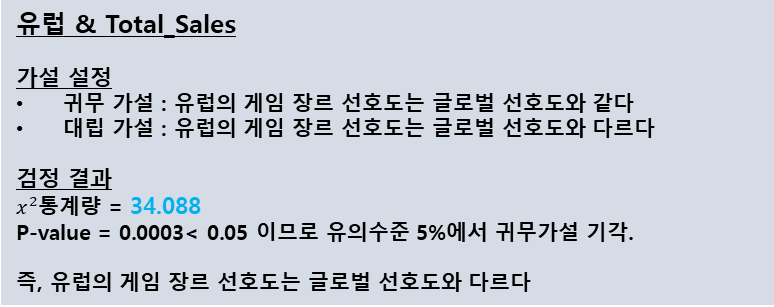 유럽 & Total_Sales
가설 설정
• 귀무 가설 : 유럽의 게임 장르 선호도는 글로벌 선호도와 같다
• 대립 가설 : 유럽의 게임 장르 선호도는 글로벌 선호도와 다르다
검정 결과
𝑥²통계량 = 34.088
P-value = 0.0003< 0.05 이므로 유의수준 5%에서 귀무가설 기각.
즉, 유럽의 게임 장르 선호도는 글로벌 선호도와 다르다